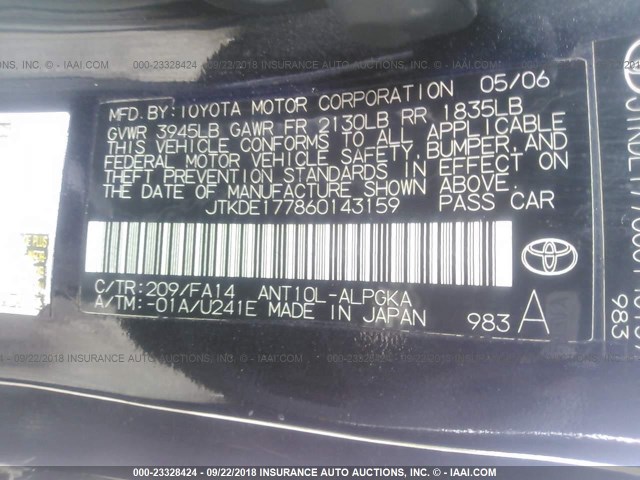 MFD. BY: TOYOTA MOTOR CORPORATION 05/06
GVWR 3945LB GAWR FR 2130LB RR 1835LB
THIS VEHICLE CONFORMS TO ALL APPLICABLE
FEDERAL MOTOR VEHICLE SAFETY, BUMPER, AND
THEFT PREVENTION STANDARDS IN EFFECT ON
THE DATE OF MANUFACTURE SHOWN ABOVE.
JTKDE177860143159 PASS CAR
TOYOTA
C/TR: 209/FA14 ANT10L-ALPGKA
A/TM: -01A/U241E MADE IN JAPAN 983 A
983
000-23328424 - 09/22/2018 INSURANCE AUTO AUCTIONS - IAAI.COM